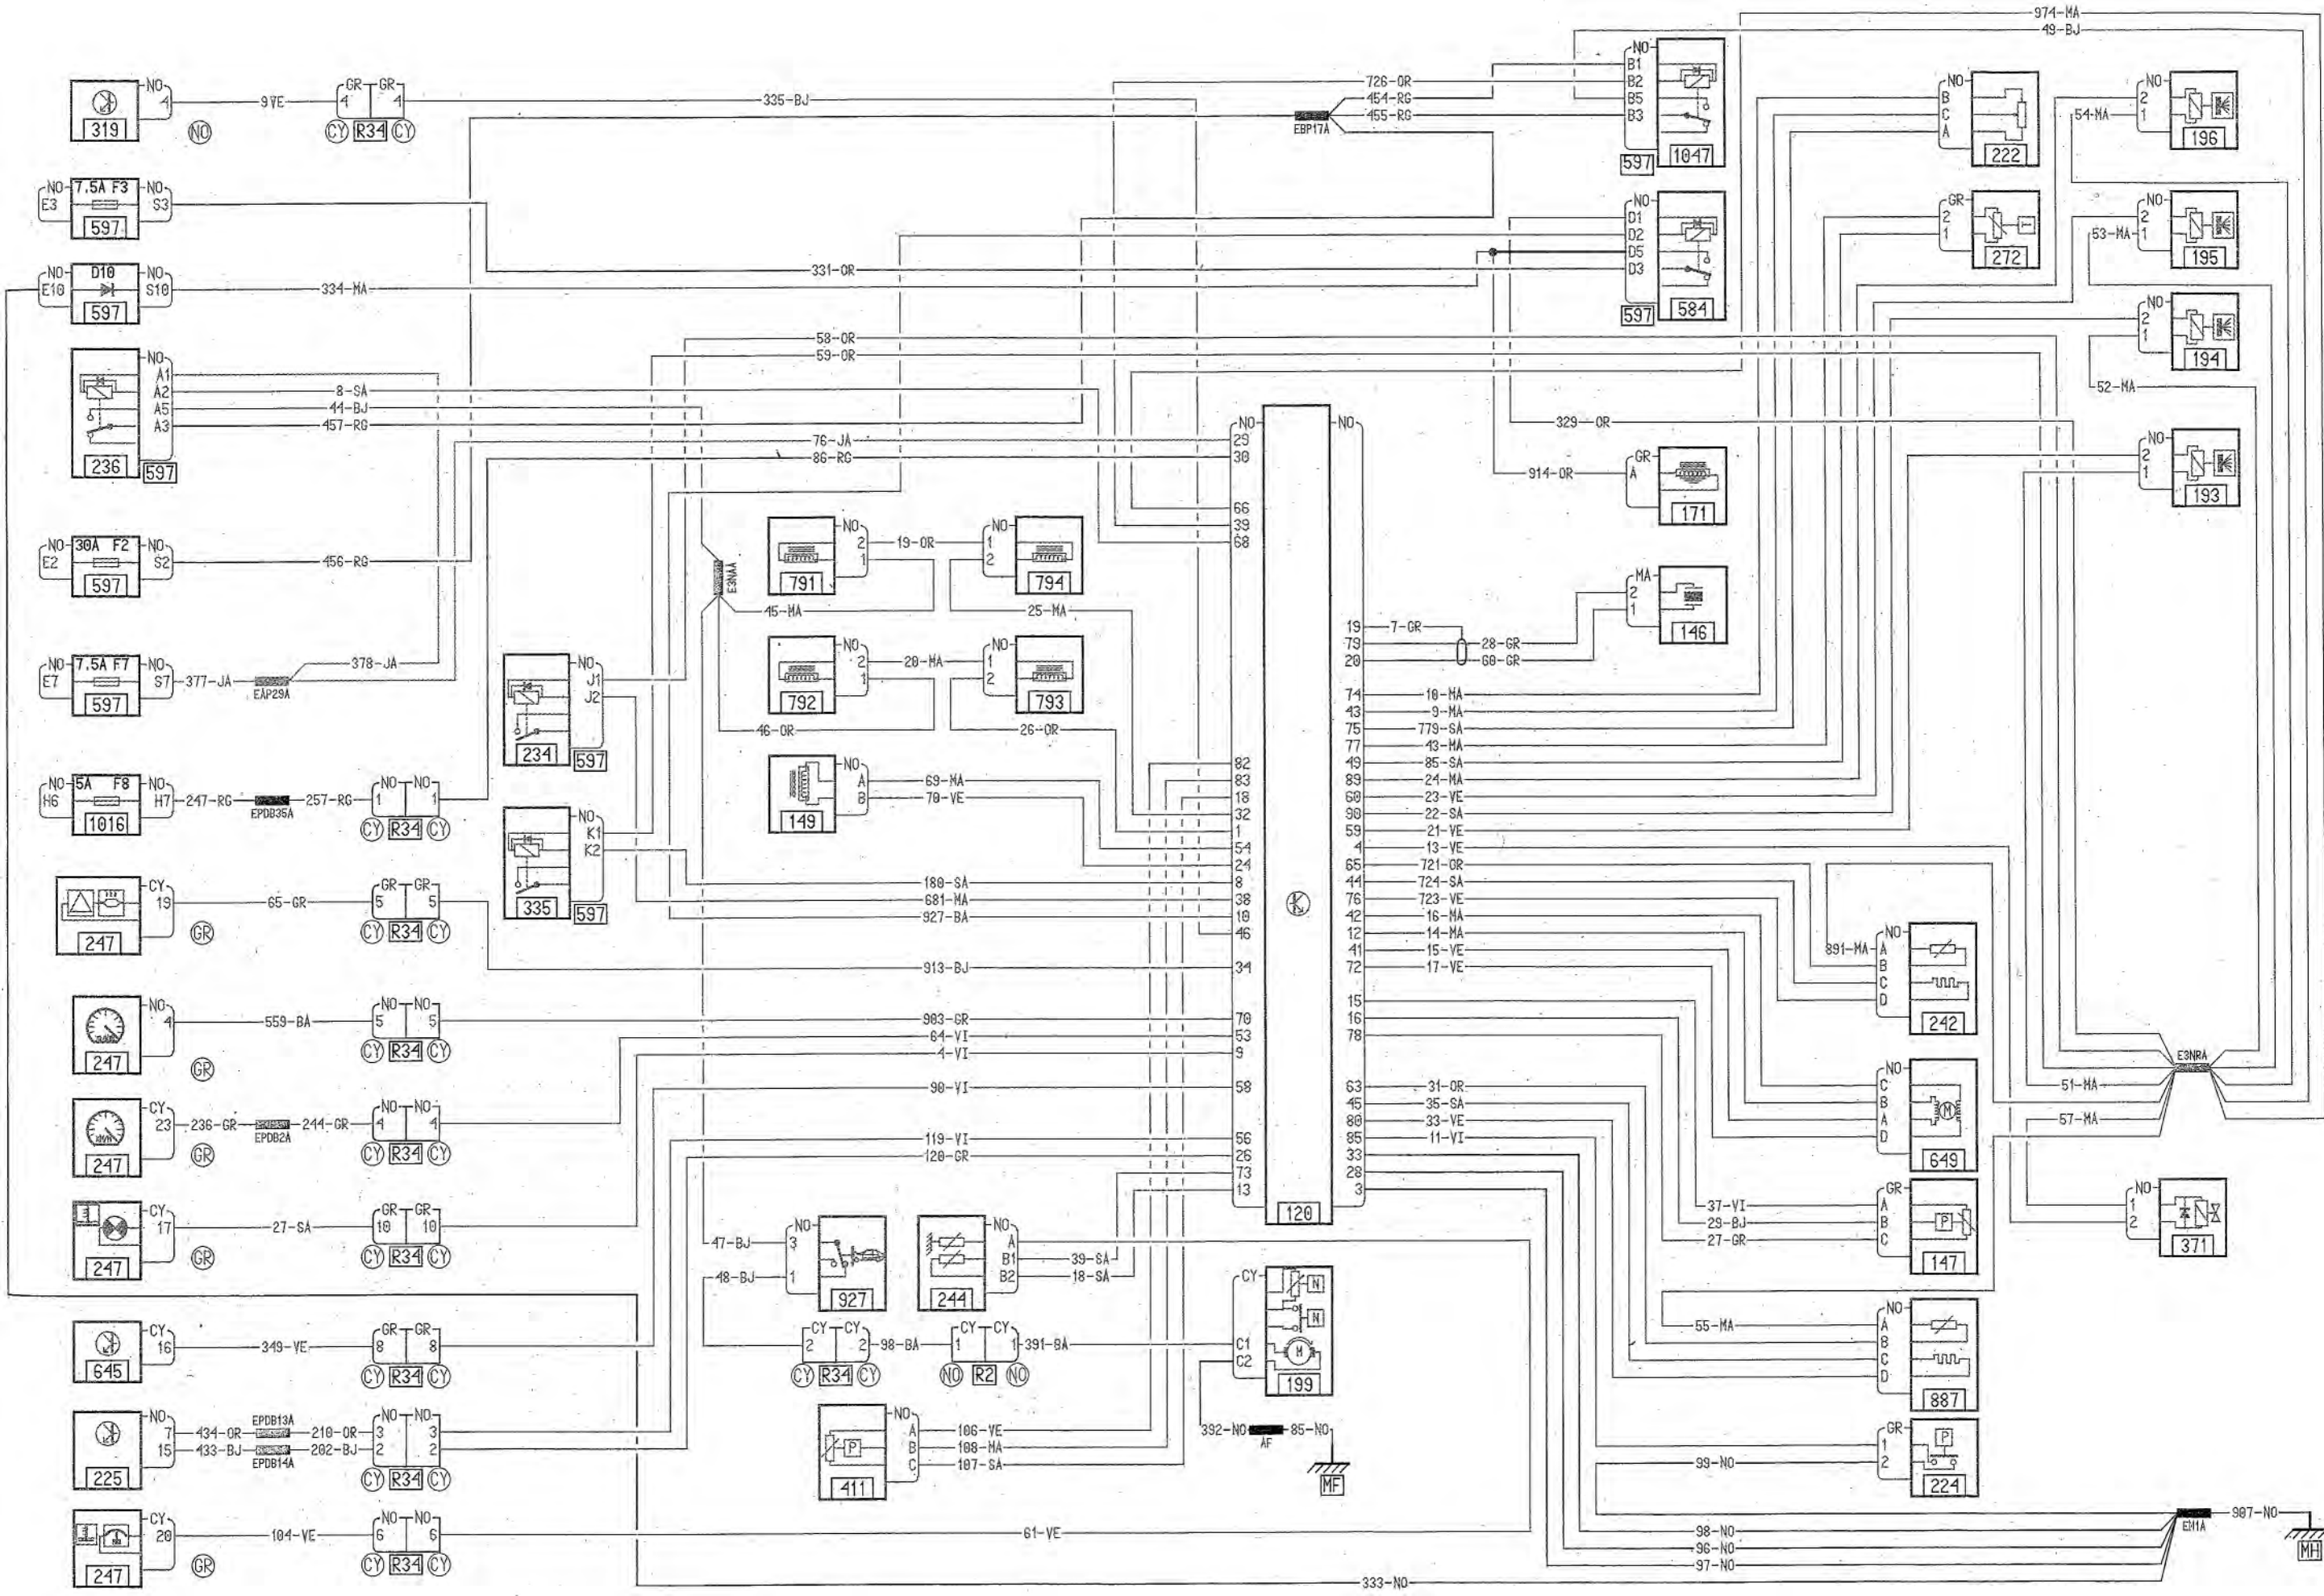 974-MA
49-BJ
319
NO
4
9VE
NO
GR GR
4 4
CY R34 CY
335-BJ
726-OR
454-RG
455-RG
EBP17A
NO
B1
B2
B5
B3
597
1047
NO
B
C
A
222
54-MA
NO
2
1
196
NO
E3
7.5A F3
597
NO
S3
NO
D1
D2
D5
D3
597
584
GR
2
1
272
53-MA
NO
2
1
195
NO
E10
D10
597
NO
S10
334-MA
331-OR
NO
2
1
194
52-MA
236
NO
A1
A2
A5
A3
597
8-SA
44-BJ
457-RG
58-OR
59-OR
76-JA
86-RG
329-OR
914-OR
GR
A
171
NO
2
1
193
NO
E2
30A F2
597
NO
S2
456-RG
E3NAA
791
NO
2
1
19-OR
NO
1
2
794
45-MA
25-MA
MA
2
1
146
NO
E7
7.5A F7
597
NO
S7
377-JA
EAP29A
378-JA
234
NO
J1
J2
597
792
NO
2
1
20-MA
NO
1
2
793
46-OR
26-OR
NO
H6
5A F8
1016
NO
H7
247-RG
EPDB35A
257-RG
NO NO
1 1
CY R34 CY
335
NO
K1
K2
597
149
NO
A
B
69-MA
70-VE
180-SA
681-MA
927-BA
247
CY
19
GR
65-GR
GR GR
5 5
CY R34 CY
913-BJ
247
NO
4
GR
559-BA
NO NO
5 5
CY R34 CY
903-GR
64-VI
4-VI
90-VI
247
CY
23
GR
236-GR
EPDB2A
244-GR
NO NO
4 4
CY R34 CY
119-VI
120-GR
247
CY
17
GR
27-SA
GR GR
10 10
CY R34 CY
645
CY
16
349-VE
GR GR
8 8
CY R34 CY
225
NO
7
15
434-OR
433-BJ
EPDB13A
EPDB14A
210-OR
202-BJ
NO NO
3 3
2 2
CY R34 CY
247
CY
20
GR
104-VE
NO NO
6 6
CY R34 CY
61-VE
333-NO
47-BJ
48-BJ
NO
3
1
927
244
NO
A
B1
B2
39-SA
18-SA
CY CY
2 2
CY R34 CY
98-BA
CY CY
1 1
NO R2 NO
391-BA
CY
C1
C2
N
N
M
199
392-NO
AF
85-NO
MF
P
411
NO
A
B
C
106-VE
108-MA
107-SA
NO
29
30
66
39
68
82
83
18
32
1
54
24
8
38
10
46
34
70
53
9
58
56
26
73
13
120
NO
19 7-GR
79 28-GR
20 60-GR
74 10-MA
43 9-MA
75 779-SA
77 43-MA
49 85-SA
89 24-MA
60 23-VE
90 22-SA
59 21-VE
4 13-VE
65 721-OR
44 724-SA
76 723-VE
42 16-MA
12 14-MA
41 15-VE
72 17-VE
15
16
78
63 31-OR
45 35-SA
80 33-VE
85 11-VI
33
28
3
891-MA
NO
A
B
C
D
242
NO
C
B
A
D
M
649
E3NRA
51-MA
57-MA
37-VI
29-BJ
27-GR
GR
A
B
C
P
147
NO
1
2
371
55-MA
NO
A
B
C
D
887
99-NO
GR
1
2
P
224
98-NO
96-NO
97-NO
EM1A
907-NO
MH